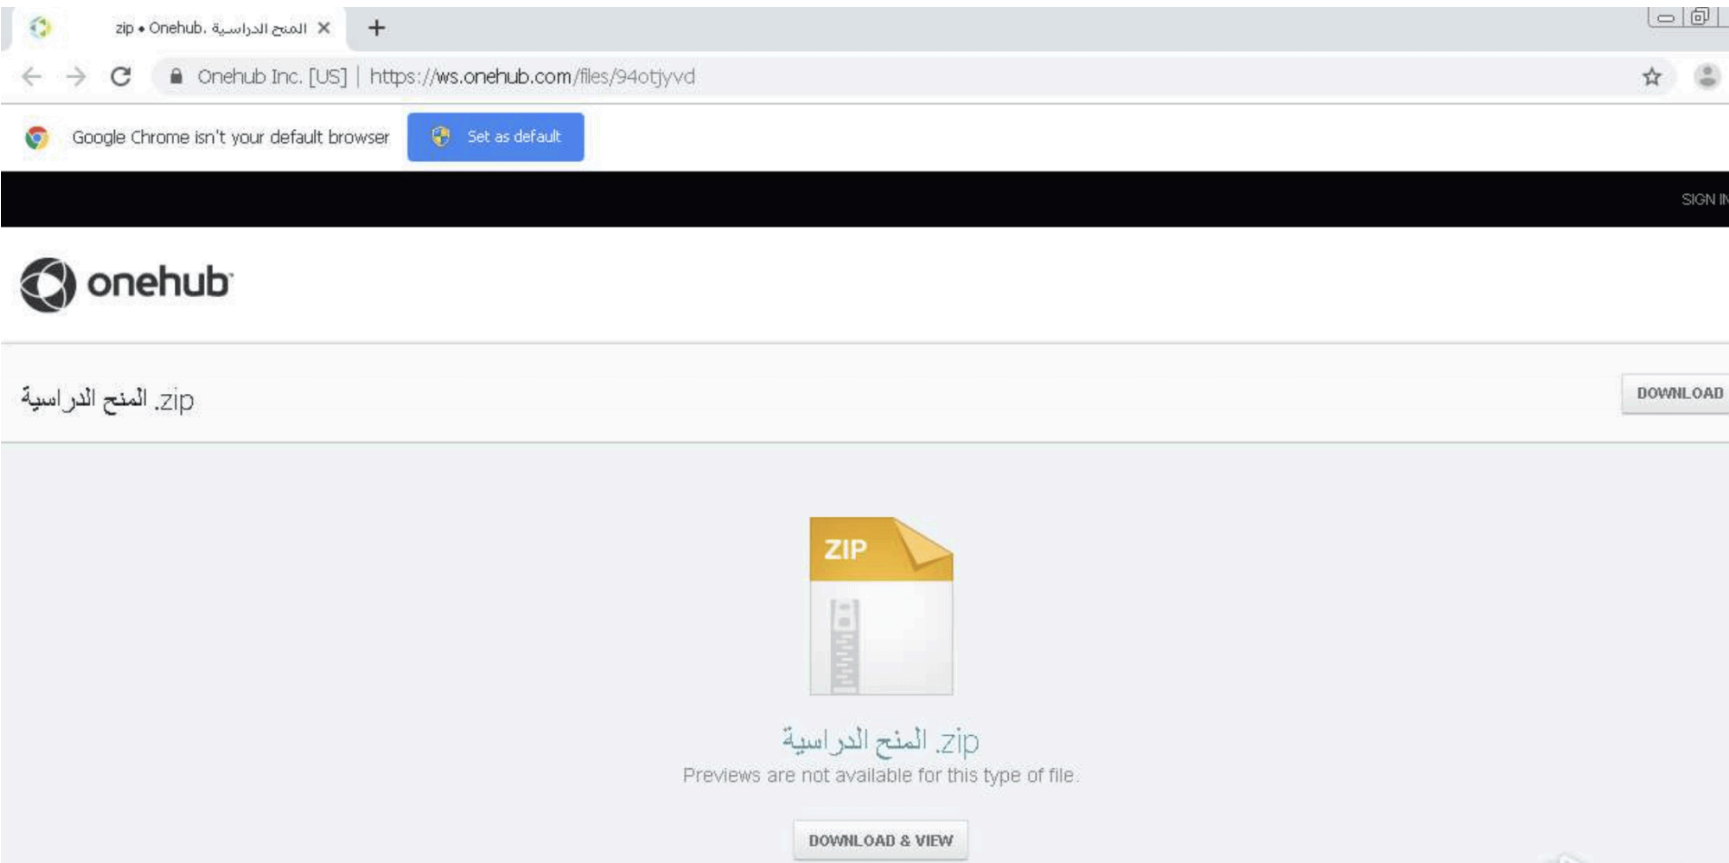 المنح الدراسية .zip • Onehub
Onehub Inc. [US] | https://ws.onehub.com/files/94otjyvd
Google Chrome isn't your default browser
Set as default
SIGN IN
onehub
المنح الدراسية .zip
DOWNLOAD
ZIP
المنح الدراسية .zip
Previews are not available for this type of file.
DOWNLOAD & VIEW